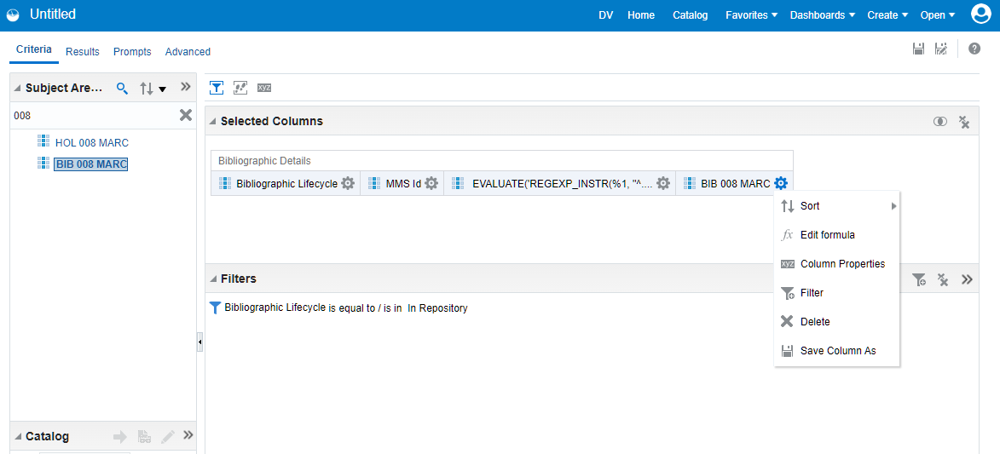 Untitled
DV Home Catalog Favorites Dashboards Create Open
Criteria Results Prompts Advanced
Subject Are...
008
HOL 008 MARC
BIB 008 MARC
xyz
Selected Columns
Bibliographic Details
Bibliographic Lifecycle MMS Id EVALUATE('REGEXP_INSTR(%1, "^.... BIB 008 MARC
Sort
fx Edit formula
xyz Column Properties
Filter
Delete
Save Column As
Filters
Bibliographic Lifecycle is equal to / is in In Repository
Catalog